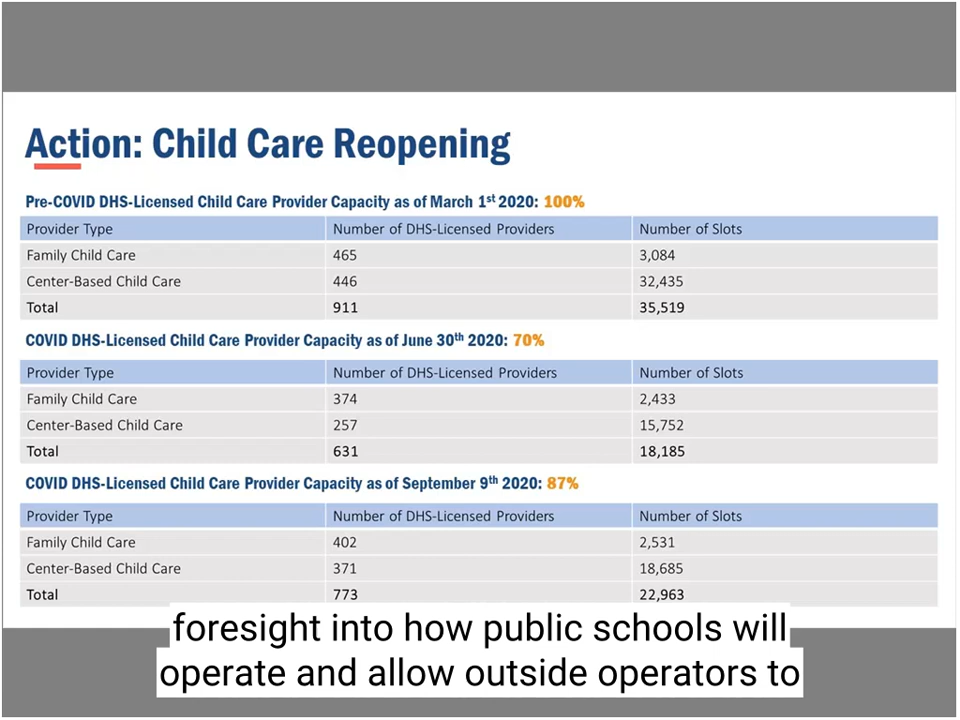 Action: Child Care Reopening
Pre-COVID DHS-Licensed Child Care Provider Capacity as of March 1st 2020: 100%
Provider Type Number of DHS-Licensed Providers Number of Slots
Family Child Care 465 3,084
Center-Based Child Care 446 32,435
Total 911 35,519
COVID DHS-Licensed Child Care Provider Capacity as of June 30th 2020: 70%
Provider Type Number of DHS-Licensed Providers Number of Slots
Family Child Care 374 2,433
Center-Based Child Care 257 15,752
Total 631 18,185
COVID DHS-Licensed Child Care Provider Capacity as of September 9th 2020: 87%
Provider Type Number of DHS-Licensed Providers Number of Slots
Family Child Care 402 2,531
Center-Based Child Care 371 18,685
Total 773 22,963
foresight into how public schools will
operate and allow outside operators to